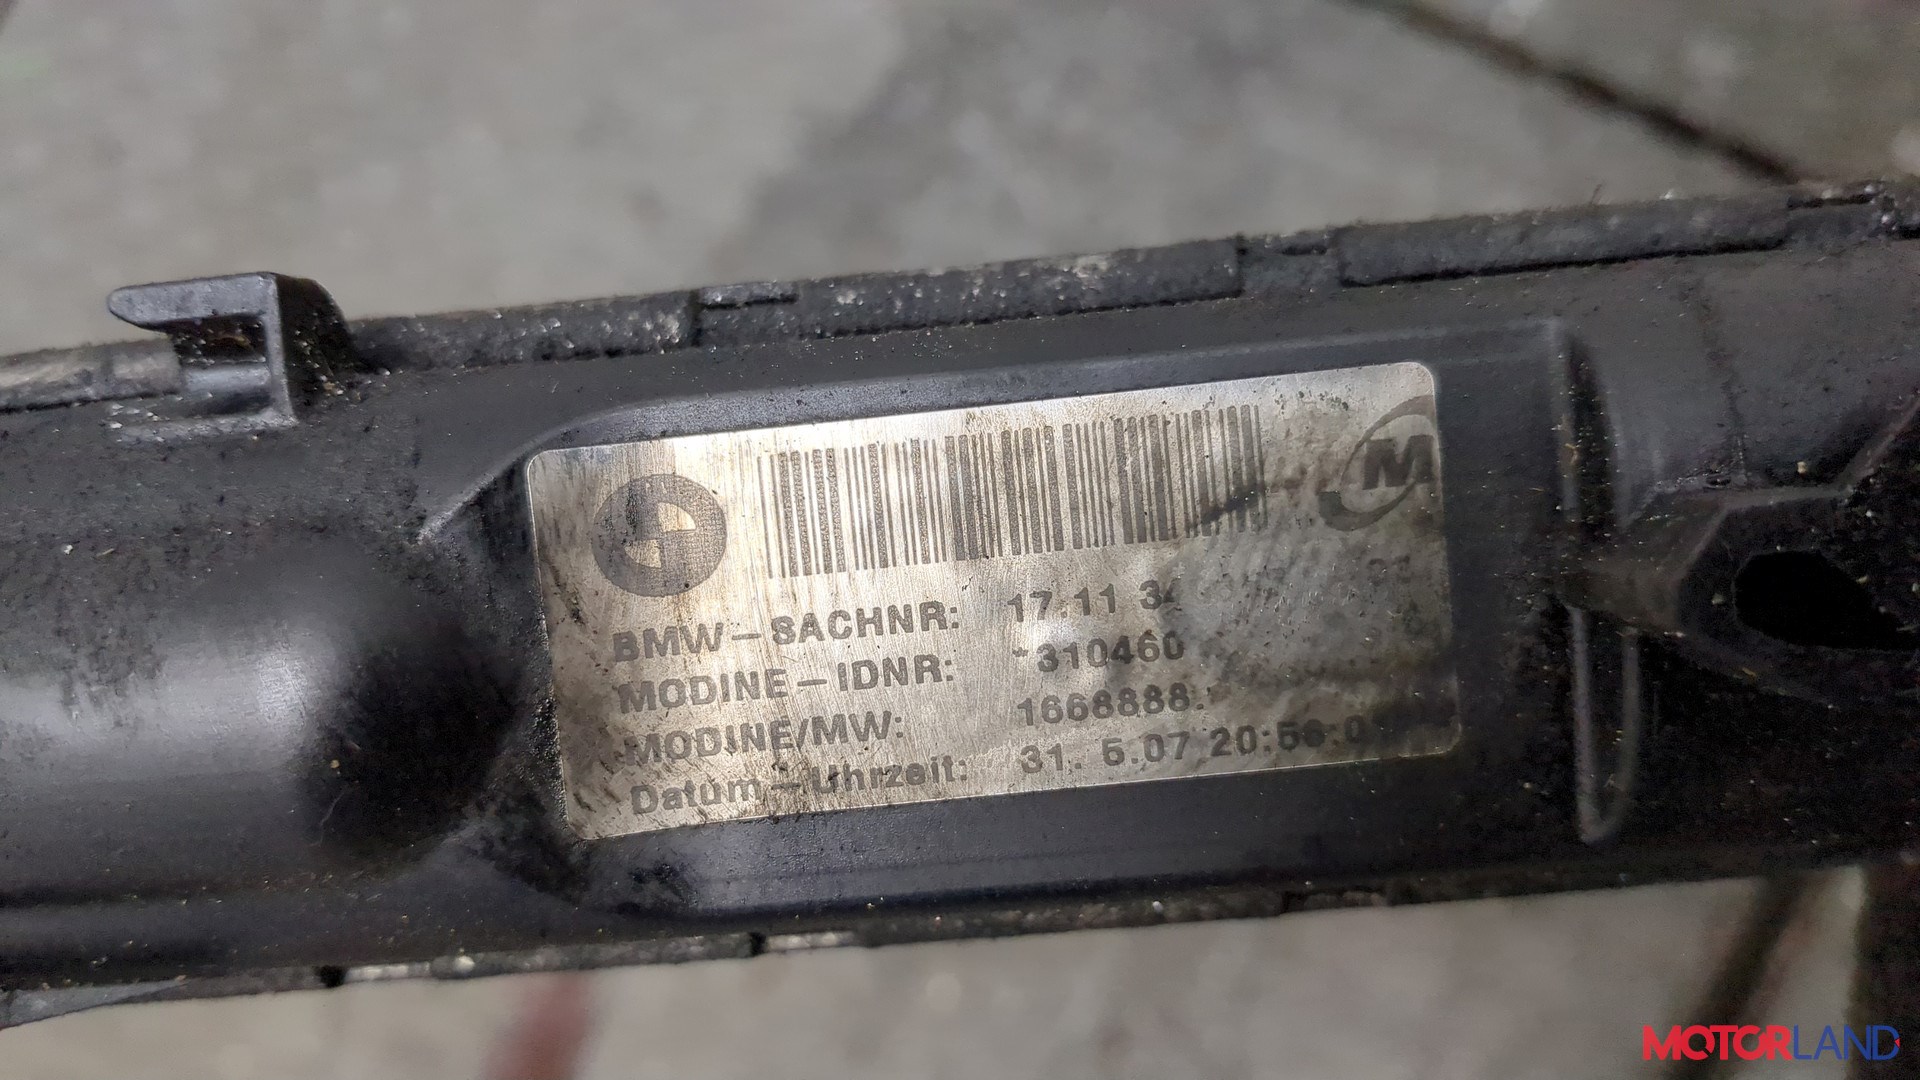 M
BMW-SACHNR: 17.11 3
MODINE-IDNR: *310460
MODINE/MW: 1668888
Datum-Uhrzeit: 31. 5.07 20:56:0
MOTORLAND